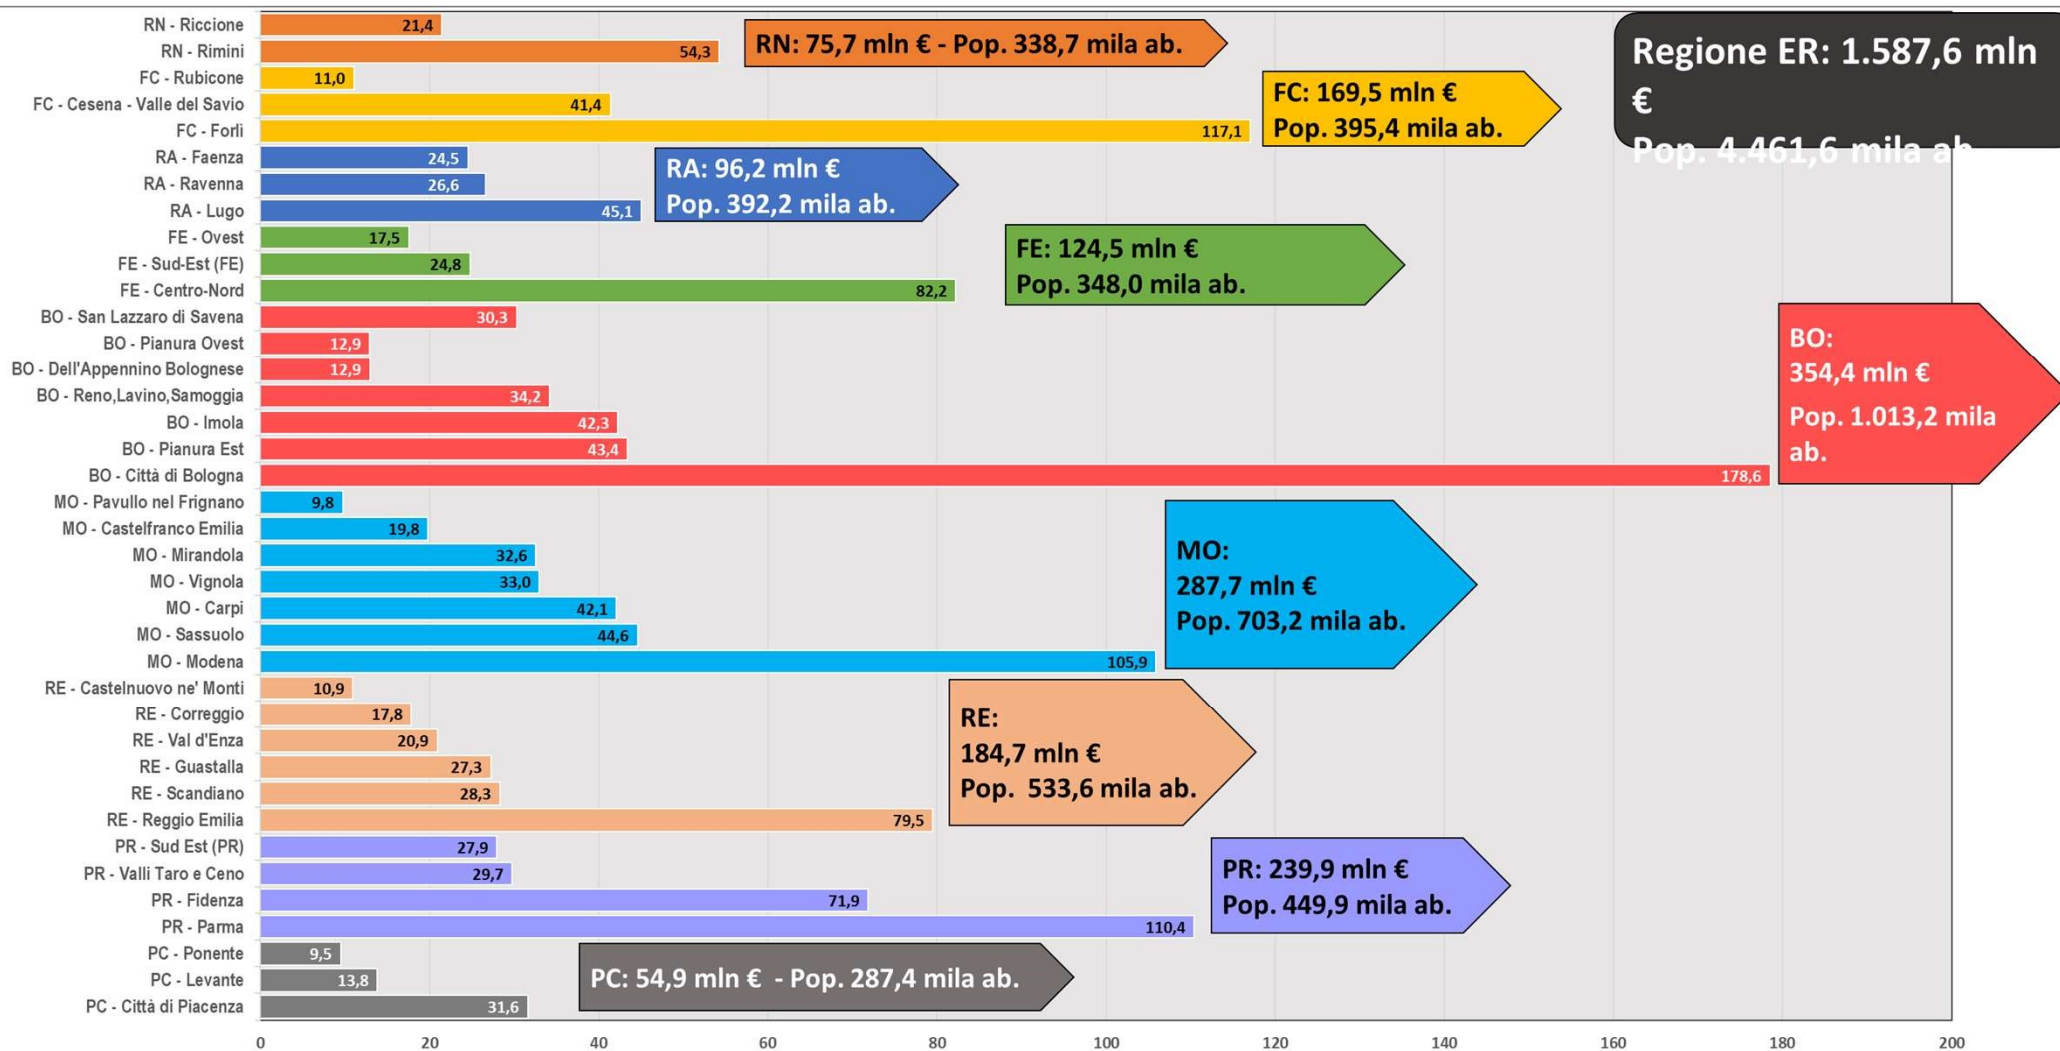 RN - Riccione 21,4
RN - Rimini 54,3
RN: 75,7 mln € - Pop. 338,7 mila ab.
Regione ER: 1.587,6 mln
€
Pop. 4.461,6 mila ab
FC - Rubicone 11,0
FC - Cesena - Valle del Savio 41,4
FC - Forlì 117,1
FC: 169,5 mln €
Pop. 395,4 mila ab.
RA - Faenza 24,5
RA - Ravenna 26,6
RA - Lugo 45,1
RA: 96,2 mln €
Pop. 392,2 mila ab.
FE - Ovest 17,5
FE - Sud-Est (FE) 24,8
FE - Centro-Nord 82,2
FE: 124,5 mln €
Pop. 348,0 mila ab.
BO - San Lazzaro di Savena 30,3
BO - Pianura Ovest 12,9
BO - Dell'Appennino Bolognese 12,9
BO - Reno,Lavino,Samoggia 34,2
BO - Imola 42,3
BO - Pianura Est 43,4
BO - Città di Bologna 178,6
BO:
354,4 mln €
Pop. 1.013,2 mila
ab.
MO - Pavullo nel Frignano 9,8
MO - Castelfranco Emilia 19,8
MO - Mirandola 32,6
MO - Vignola 33,0
MO - Carpi 42,1
MO - Sassuolo 44,6
MO - Modena 105,9
MO:
287,7 mln €
Pop. 703,2 mila ab.
RE - Castelnuovo ne' Monti 10,9
RE - Correggio 17,8
RE - Val d'Enza 20,9
RE - Guastalla 27,3
RE - Scandiano 28,3
RE - Reggio Emilia 79,5
RE:
184,7 mln €
Pop. 533,6 mila ab.
PR - Sud Est (PR) 27,9
PR - Valli Taro e Ceno 29,7
PR - Fidenza 71,9
PR - Parma 110,4
PR: 239,9 mln €
Pop. 449,9 mila ab.
PC - Ponente 9,5
PC - Levante 13,8
PC - Città di Piacenza 31,6
PC: 54,9 mln € - Pop. 287,4 mila ab.
0 20 40 60 80 100 120 140 160 180 200